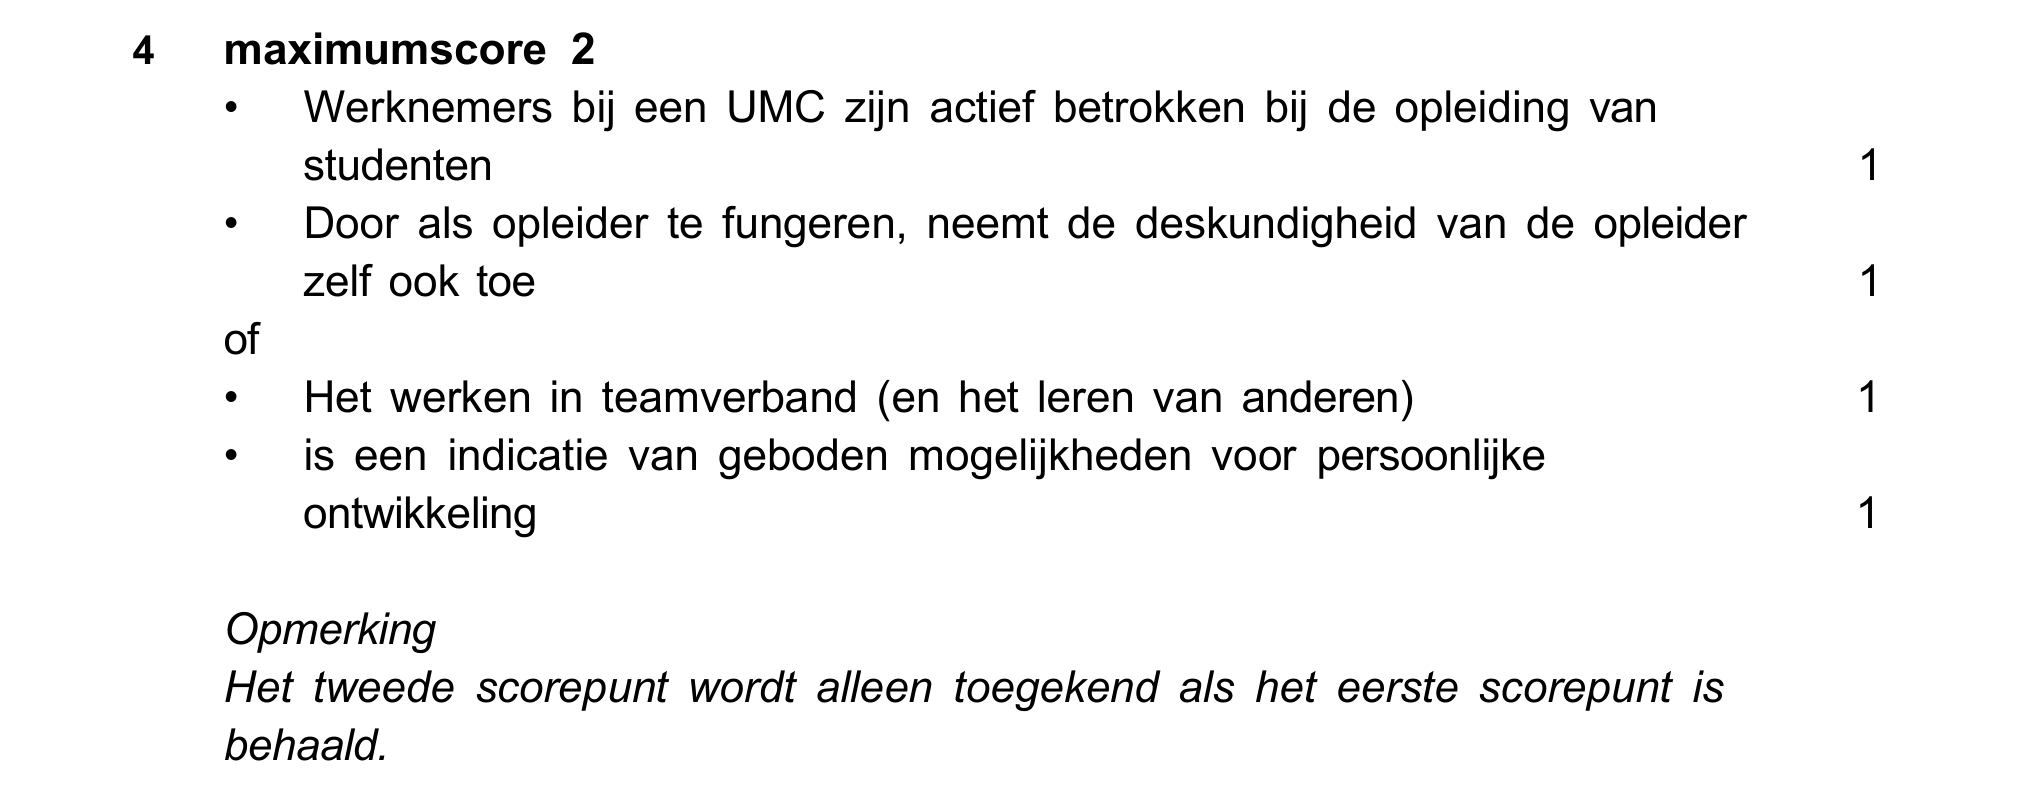 4 maximumscore 2
• Werknemers bij een UMC zijn actief betrokken bij de opleiding van
studenten 1
• Door als opleider te fungeren, neemt de deskundigheid van de opleider
zelf ook toe 1
of
• Het werken in teamverband (en het leren van anderen) 1
• is een indicatie van geboden mogelijkheden voor persoonlijke
ontwikkeling 1
Opmerking
Het tweede scorepunt wordt alleen toegekend als het eerste scorepunt is
behaald.